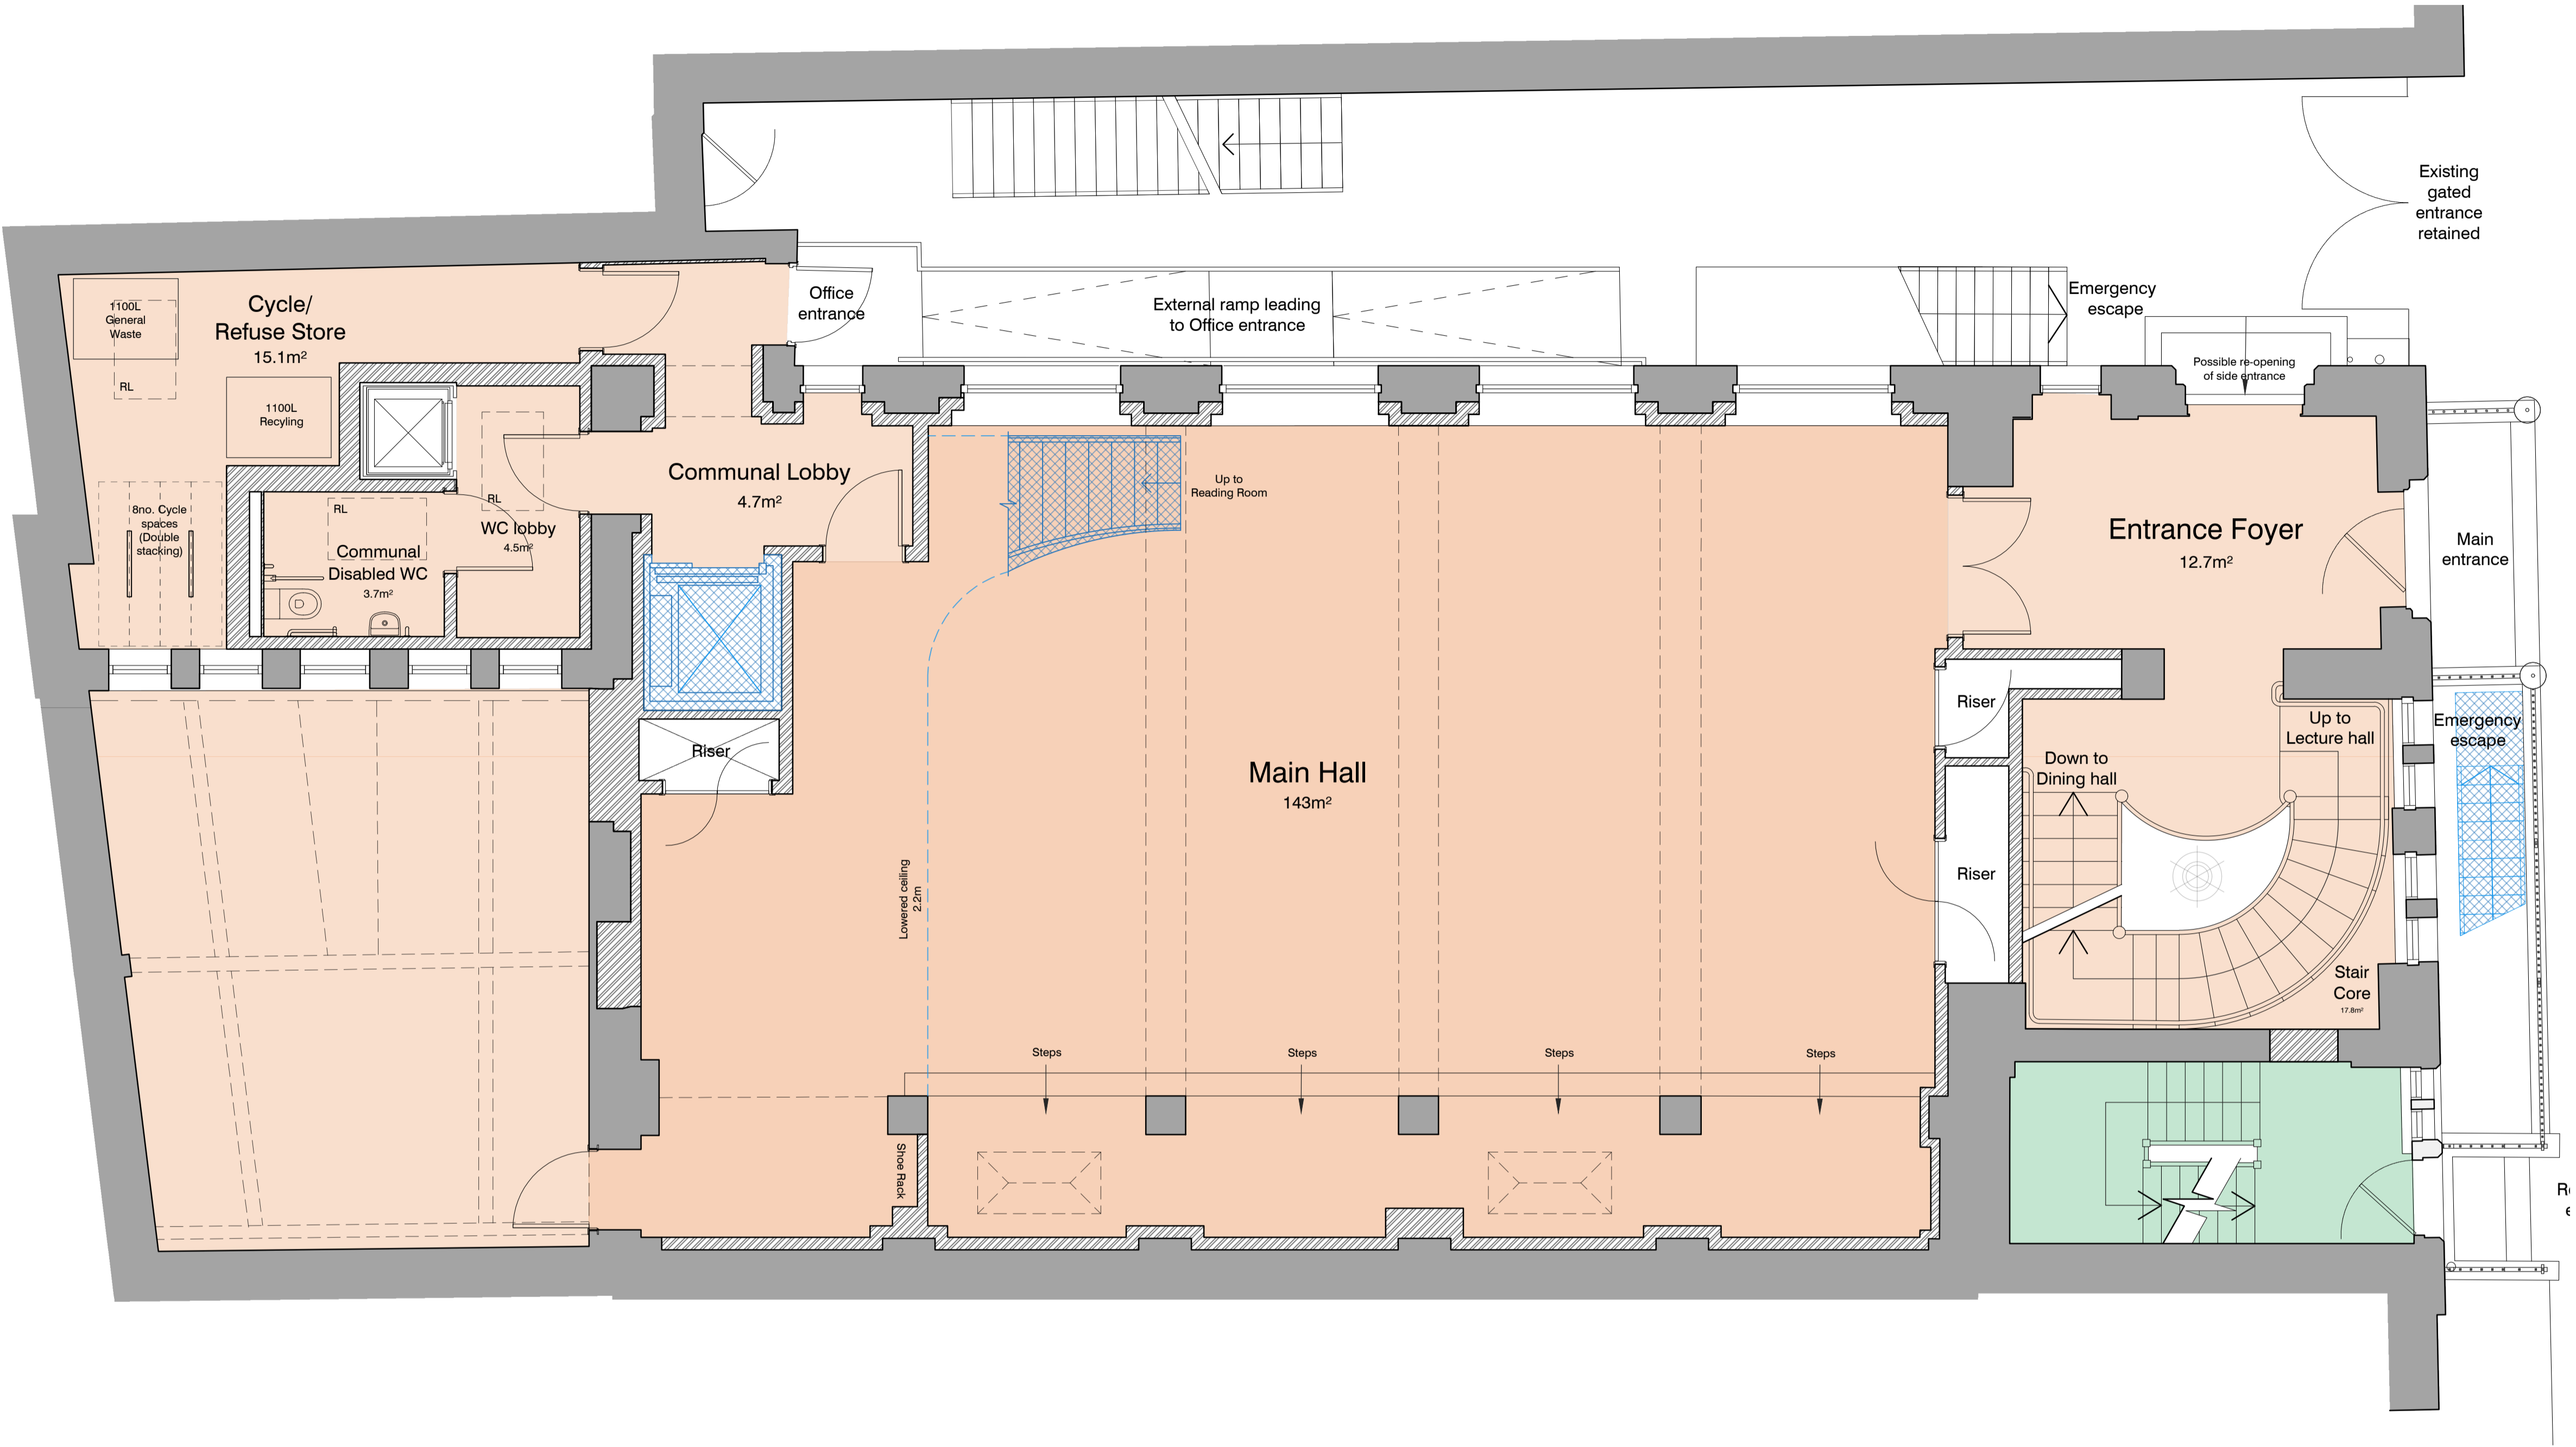 Existing
gated
entrance
retained
Office
entrance
External ramp leading
to Office entrance
Emergency
escape
Possible re-opening
of side entrance
1100L
General
Waste
RL
Cycle/
Refuse Store
15.1m²
1100L
Recyling
8no. Cycle
spaces
(Double
stacking)
RL
Communal
Disabled WC
3.7m²
RL
WC lobby
4.5m²
Communal Lobby
4.7m²
Up to
Reading Room
Entrance Foyer
12.7m²
Main
entrance
Riser
Riser
Riser
Main Hall
143m²
Lowered ceiling
2.2m
Down to
Dining hall
Up to
Lecture hall
Emergency
escape
Stair
Core
17.8m²
Steps
Steps
Steps
Steps
Shoe Rack